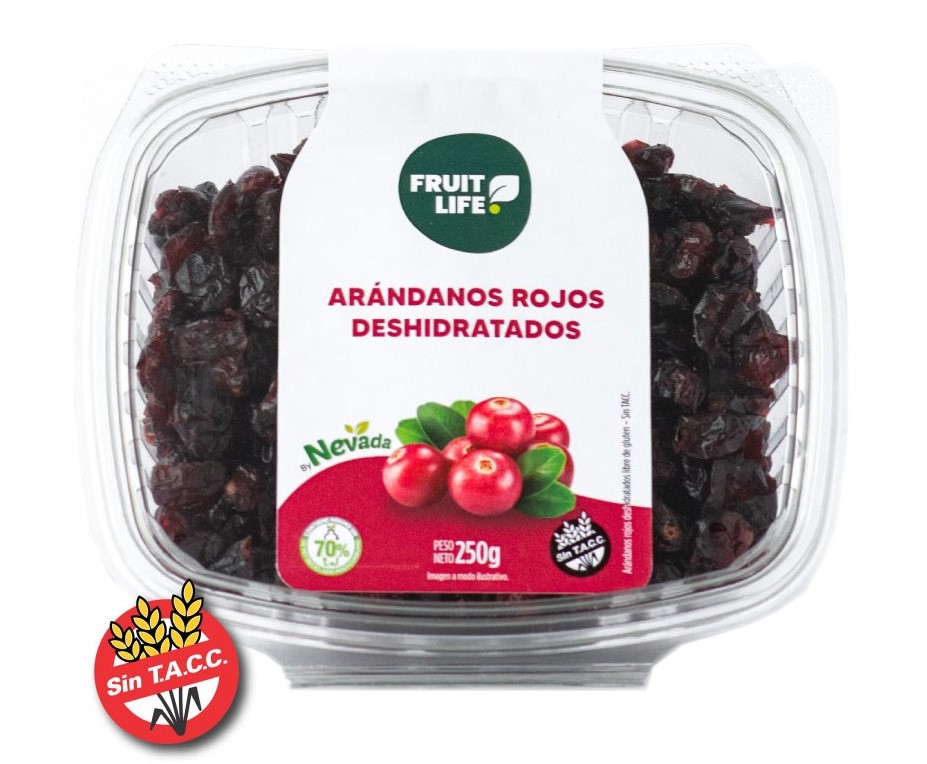 FRUIT
LIFE
ARÁNDANOS ROJOS
DESHIDRATADOS
By Nevada
70%
PESO
NETO 250g
Imagen a modo ilustrativo.
Sin T.A.C.C.
Arándanos rojos deshidratados libre de gluten - Sin TACC.
Sin T.A.C.C.